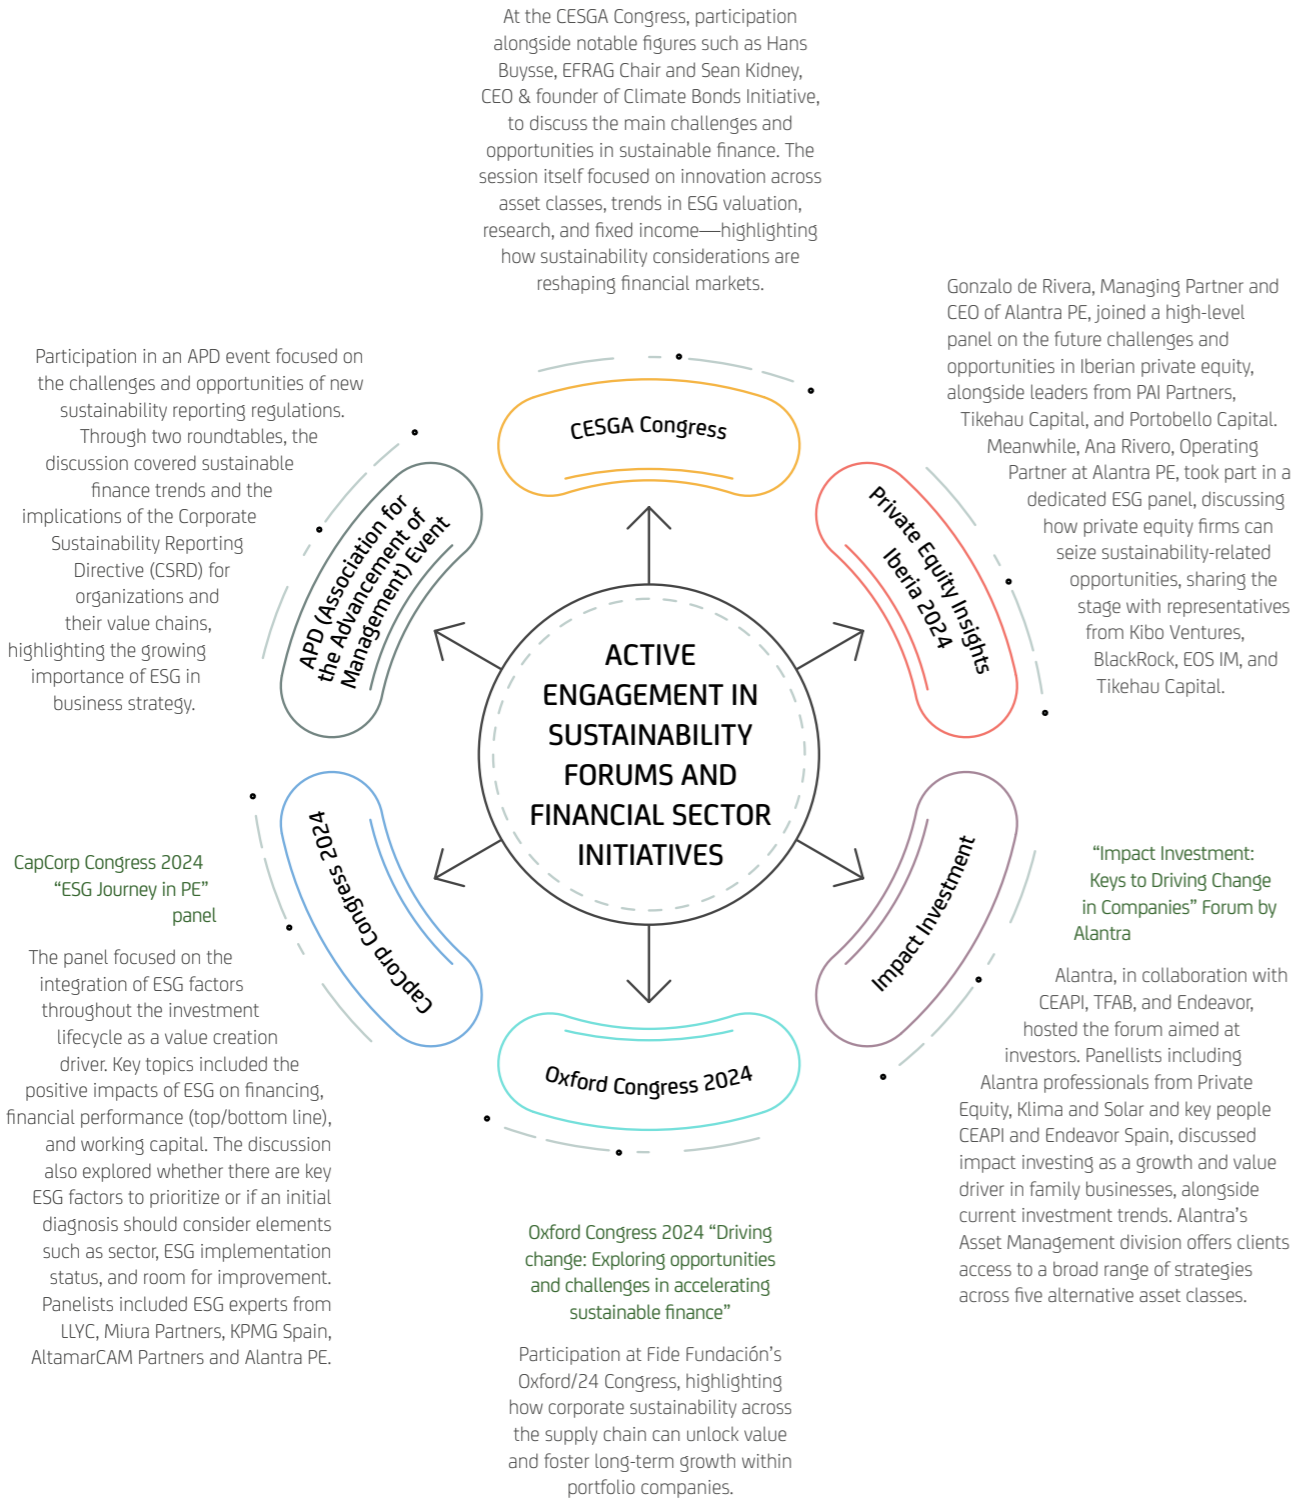 At the CESGA Congress, participation
alongside notable figures such as Hans
Buysse, EFRAG Chair and Sean Kidney,
CEO & founder of Climate Bonds Initiative,
to discuss the main challenges and
opportunities in sustainable finance. The
session itself focused on innovation across
asset classes, trends in ESG valuation,
research, and fixed income—highlighting
how sustainability considerations are
reshaping financial markets.
CESGA Congress
Gonzalo de Rivera, Managing Partner and
CEO of Alantra PE, joined a high-level
panel on the future challenges and
opportunities in Iberian private equity,
alongside leaders from PAI Partners,
Tikehau Capital, and Portobello Capital.
Meanwhile, Ana Rivero, Operating
Partner at Alantra PE, took part in a
dedicated ESG panel, discussing
how private equity firms can
seize sustainability-related
opportunities, sharing the
stage with representatives
from Kibo Ventures,
BlackRock, EOS IM, and
Tikehau Capital.
Private Equity Insights
Iberia 2024
Participation in an APD event focused on
the challenges and opportunities of new
sustainability reporting regulations.
Through two roundtables, the
discussion covered sustainable
finance trends and the
implications of the Corporate
Sustainability Reporting
Directive (CSRD) for
organizations and
their value chains,
highlighting the growing
importance of ESG in
business strategy.
APD (Association for
the Advancement of
Management) Event
ACTIVE
ENGAGEMENT IN
SUSTAINABILITY
FORUMS AND
FINANCIAL SECTOR
INITIATIVES
CapCorp Congress 2024
CapCorp Congress 2024
“ESG Journey in PE”
panel
The panel focused on the
integration of ESG factors
throughout the investment
lifecycle as a value creation
driver. Key topics included the
positive impacts of ESG on financing,
financial performance (top/bottom line),
and working capital. The discussion
also explored whether there are key
ESG factors to prioritize or if an initial
diagnosis should consider elements
such as sector, ESG implementation
status, and room for improvement.
Panelists included ESG experts from
LLYC, Miura Partners, KPMG Spain,
AltamarCAM Partners and Alantra PE.
Impact Investment
“Impact Investment:
Keys to Driving Change
in Companies” Forum by
Alantra
Alantra, in collaboration with
CEAPI, TFAB, and Endeavor,
hosted the forum aimed at
investors. Panellists including
Alantra professionals from Private
Equity, Klima and Solar and key people
CEAPI and Endeavor Spain, discussed
impact investing as a growth and value
driver in family businesses, alongside
current investment trends. Alantra’s
Asset Management division offers clients
access to a broad range of strategies
across five alternative asset classes.
Oxford Congress 2024
Oxford Congress 2024 “Driving
change: Exploring opportunities
and challenges in accelerating
sustainable finance”
Participation at Fide Fundación’s
Oxford/24 Congress, highlighting
how corporate sustainability across
the supply chain can unlock value
and foster long-term growth within
portfolio companies.